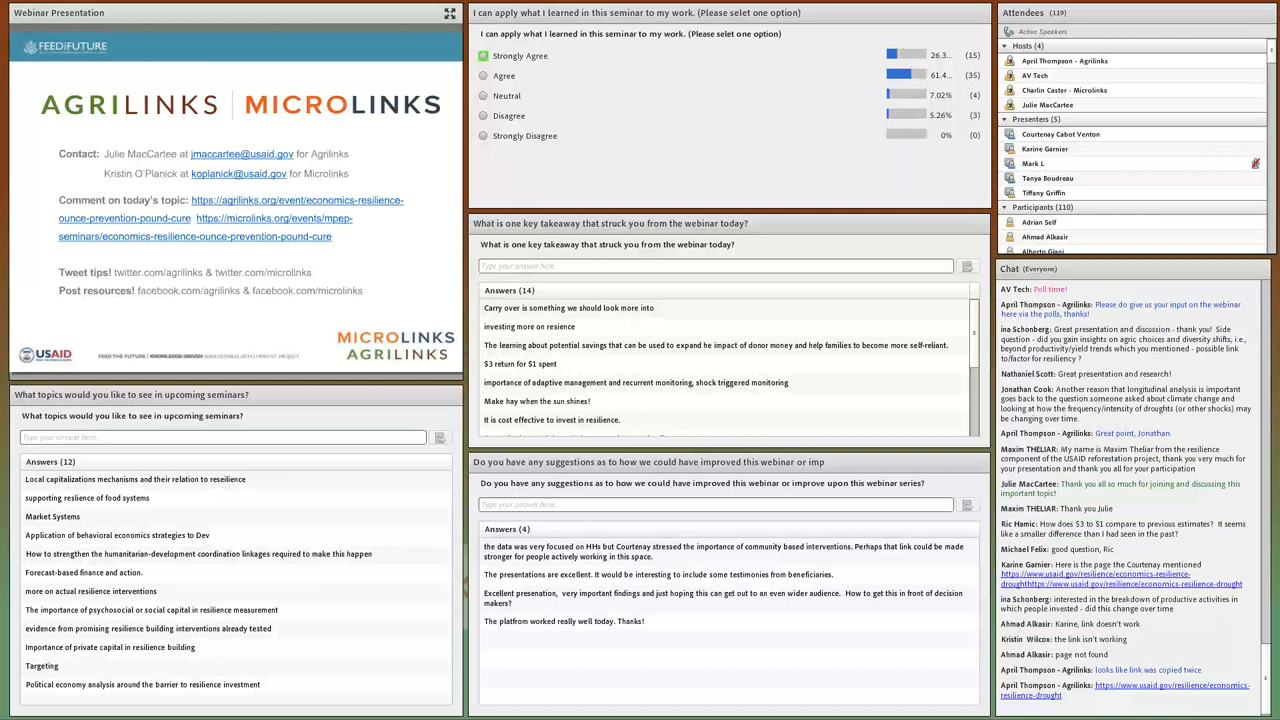 Webinar Presentation
FEED FUTURE
AGRILINKS | MICROLINKS
Contact: Julie MacCartee at jmaccartee@usaid.gov for Agrilinks
Kristin O'Planick at koplanick@usaid.gov for Microlinks
Comment on today's topic: https://agrilinks.org/event/economics-resilience-
ounce-prevention-pound-cure https://microlinks.org/events/mpep-
seminars/economics-resilience-ounce-prevention-pound-cure
Tweet tips! twitter.com/agrilinks & twitter.com/microlinks
Post resources! facebook.com/agrilinks & facebook.com/microlinks
MICROLINKS
AGRILINKS
USAID
FEED THE FUTURE KNOWLEDGE-DRIVEN AGRICULTURAL DEVELOPMENT PROJECT
What topics would you like to see in upcoming seminars?
What topics would you like to see in upcoming seminars?
Type your answer here...
Answers (12)
Local capitalizations mechanisms and their relation to reseilience
supporting reslience of food systems
Market Systems
Application of behavioral economics strategies to Dev
How to strengthen the humanitarian-development coordination linkages required to make this happen
Forecast-based finance and action.
more on actual resilience interventions
The importance of psychosocial or social capital in resilience measurement
evidence from promising resilience building interventions already tested
Importance of private capital in resilience building
Targeting
Political economy analysis around the barrier to resilience investment
I can apply what I learned in this seminar to my work. (Please selet one option)
I can apply what I learned in this seminar to my work. (Please selet one option)
Strongly Agree 26.3... (15)
Agree 61.4... (35)
Neutral 7.02% (4)
Disagree 5.26% (3)
Strongly Disagree 0% (0)
What is one key takeaway that struck you from the webinar today?
What is one key takeaway that struck you from the webinar today?
Type your answer here...
Answers (14)
Carry over is something we should look more into
investing more on resience
The learning about potential savings that can be used to expand he impact of donor money and help families to become more self-reliant.
$3 return for $1 spent
importance of adaptive management and recurrent monitoring, shock triggered monitoring
Make hay when the sun shines!
It is cost effective to invest in resilience.
Do you have any suggestions as to how we could have improved this webinar or imp
Do you have any suggestions as to how we could have improved this webinar or improve upon this webinar series?
Type your answer here...
Answers (4)
the data was very focused on HHs but Courtenay stressed the importance of community based interventions. Perhaps that link could be made
stronger for people actively working in this space.
The presentations are excellent. It would be interesting to include some testimonies from beneficiaries.
Excellent presenation, very important findings and just hoping this can get out to an even wider audience. How to get this in front of decision
makers?
The platfrom worked really well today. Thanks!
Attendees (119)
Active Speakers
Hosts (4)
April Thompson - Agrilinks
AV Tech
Charlin Caster - Microlinks
Julie MacCartee
Presenters (5)
Courtenay Cabot Venton
Karine Garnier
Mark L
Tanya Boudreau
Tiffany Griffin
Participants (110)
Adrian Self
Ahmad Alkasir
Alberto Giani
Chat (Everyone)
AV Tech: Poll time!
April Thompson - Agrilinks: Please do give us your input on the webinar
here via the polls, thanks!
ina Schonberg: Great presentation and discussion - thank you! Side
question - did you gain insights on agric choices and diversity shifts, i.e.,
beyond productivity/yield trends which you mentioned - possible link
to/factor for resiliency ?
Nathaniel Scott: Great presentation and research!
Jonathan Cook: Another reason that longitudinal analysis is important
goes back to the question someone asked about climate change and
looking at how the frequency/intensity of droughts (or other shocks) may
be changing over time.
April Thompson - Agrilinks: Great point, Jonathan.
Maxim THELIAR: My name is Maxim Theliar from the resilience
component of the USAID reforestation project, thank you very much for
your presentation and thank you all for your participation
Julie MacCartee: Thank you all so much for joining and discussing this
important topic!
Maxim THELIAR: Thank you Julie
Ric Hamic: How does $3 to $1 compare to previous estimates? It seems
like a smaller difference than I had seen in the past?
Michael Felix: good question, Ric
Karine Garnier: Here is the page the Courtenay mentioned
https://www.usaid.gov/resilience/economics-resilience-
droughthttps://www.usaid.gov/resilience/economics-resilience-drought
ina Schonberg: interested in the breakdown of productive activities in
which people invested - did this change over time
Ahmad Alkasir: Karine, link doesn't work
Kristin Wilcox: the link isn't working
Ahmad Alkasir: page not found
April Thompson - Agrilinks: looks like link was copied twice
April Thompson - Agrilinks: https://www.usaid.gov/resilience/economics-
resilience-drought